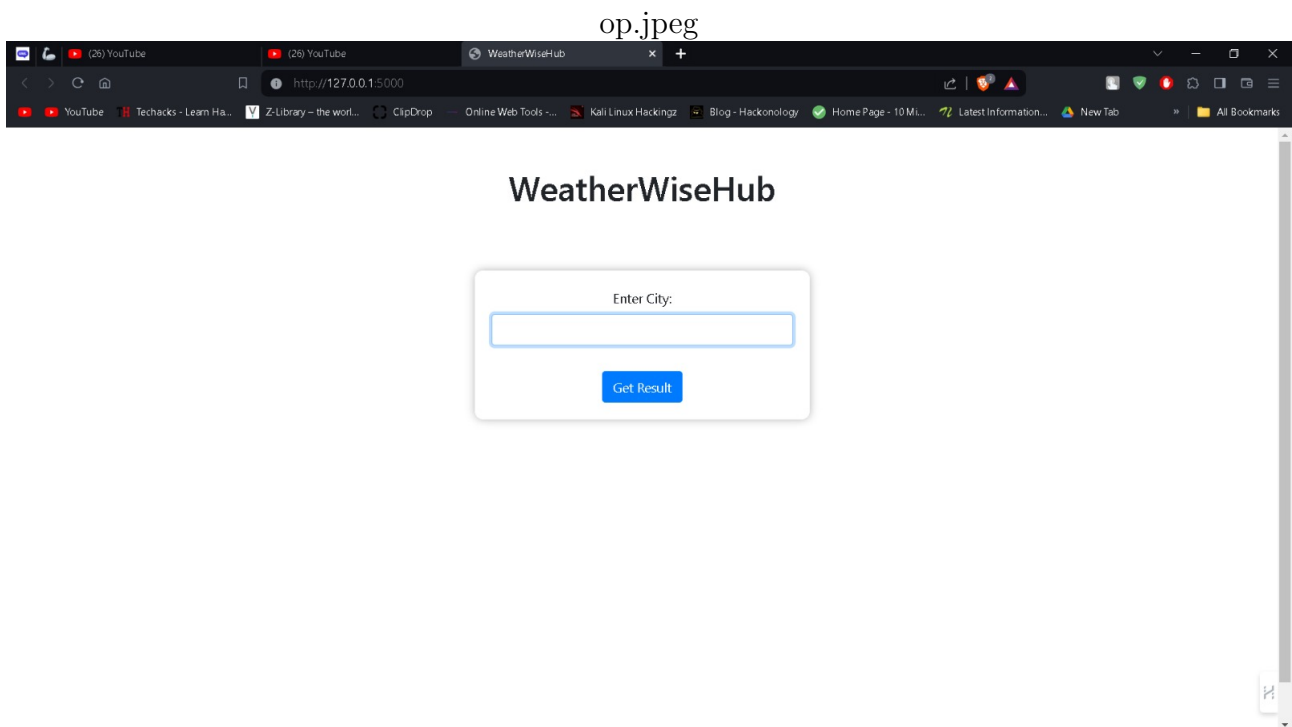 op.jpeg
(26) YouTube (26) YouTube WeatherWiseHub
http://127.0.0.1:5000
YouTube Techacks - Learn Ha... Z-Library – the worl... ClipDrop Online Web Tools -... Kali Linux Hackingz Blog - Hackonology Home Page - 10 Mi... Latest Information... New Tab » All Bookmarks
WeatherWiseHub
Enter City:
Get Result